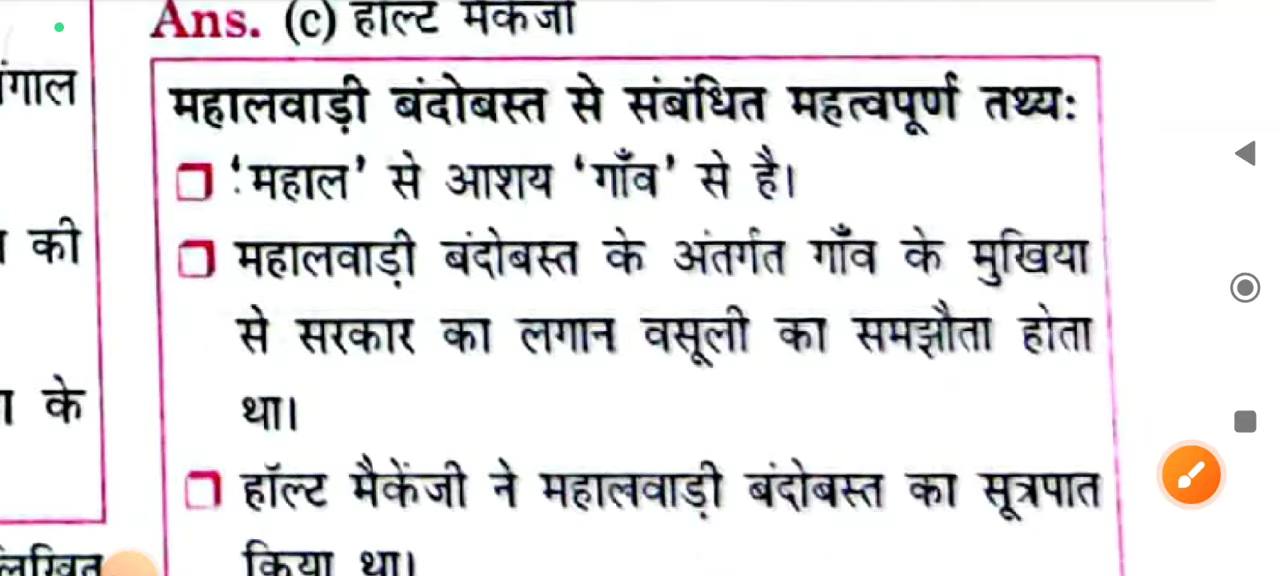 Ans. (c) हॉल्ट मैकेंजी
महालवाड़ी बंदोबस्त से संबंधित महत्वपूर्ण तथ्यः
'महाल' से आशय 'गाँव' से है।
महालवाड़ी बंदोबस्त के अंतर्गत गाँव के मुखिया
से सरकार का लगान वसूली का समझौता होता
था।
हॉल्ट मैकेंजी ने महालवाड़ी बंदोबस्त का सूत्रपात
किया था।
की
के